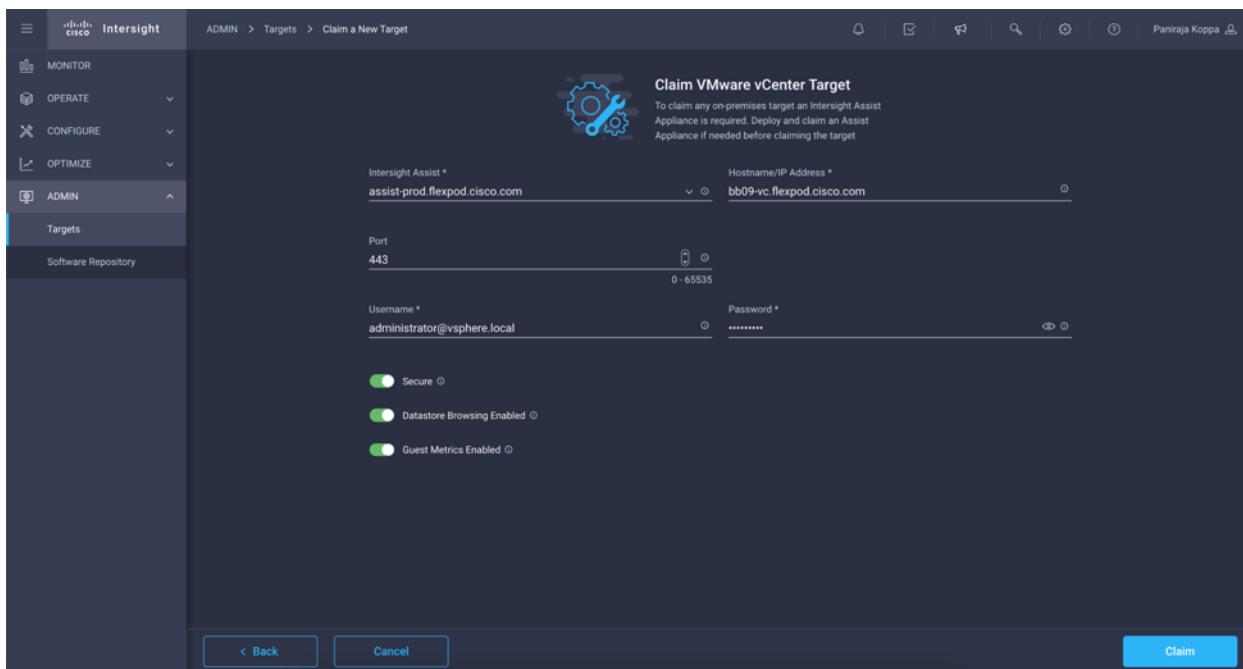 cisco Intersight
ADMIN > Targets > Claim a New Target
Paniraja Koppa
MONITOR
OPERATE
CONFIGURE
OPTIMIZE
ADMIN
Targets
Software Repository
Claim VMware vCenter Target
To claim any on-premises target an Intersight Assist
Appliance is required. Deploy and claim an Assist
Appliance if needed before claiming the target
Intersight Assist *
assist-prod.flexpod.cisco.com
Hostname/IP Address *
bb09-vc.flexpod.cisco.com
Port
443
0 - 65535
Username *
administrator@vsphere.local
Password *
•••••••••
Secure
Datastore Browsing Enabled
Guest Metrics Enabled
< Back
Cancel
Claim